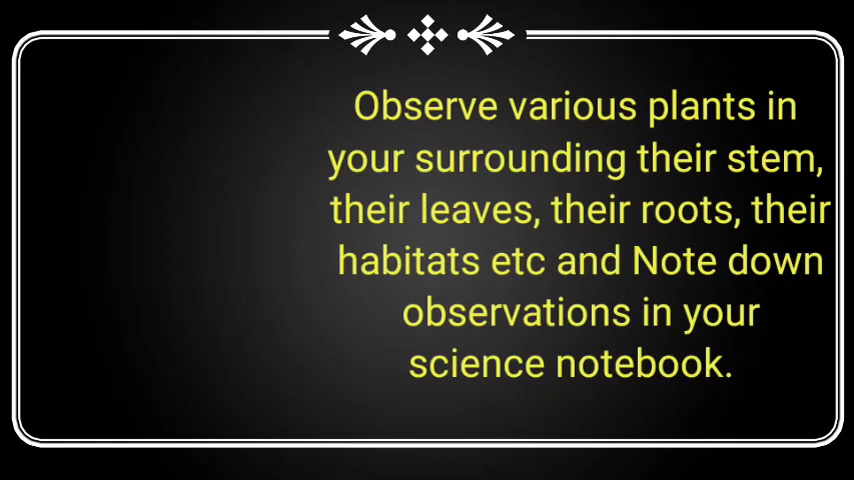 Observe various plants in
your surrounding their stem,
their leaves, their roots, their
habitats etc and Note down
observations in your
science notebook.